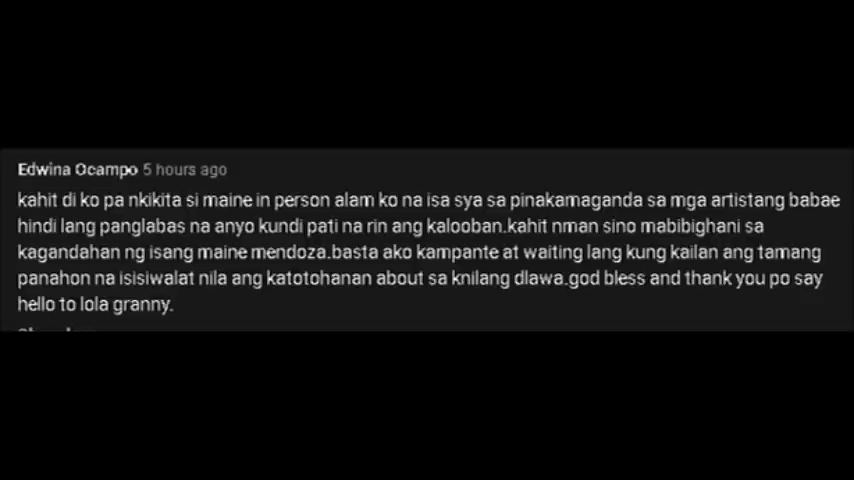 Edwina Ocampo 5 hours ago
kahit di ko pa nkikita si maine in person alam ko na isa sya sa pinakamaganda sa mga artistang babae
hindi lang panglabas na anyo kundi pati na rin ang kalooban.kahit nman sino mabibighani sa
kagandahan ng isang maine mendoza.basta ako kampante at waiting lang kung kailan ang tamang
panahon na isisiwalat nila ang katotohanan about sa knilang dlawa.god bless and thank you po say
hello to lola granny.